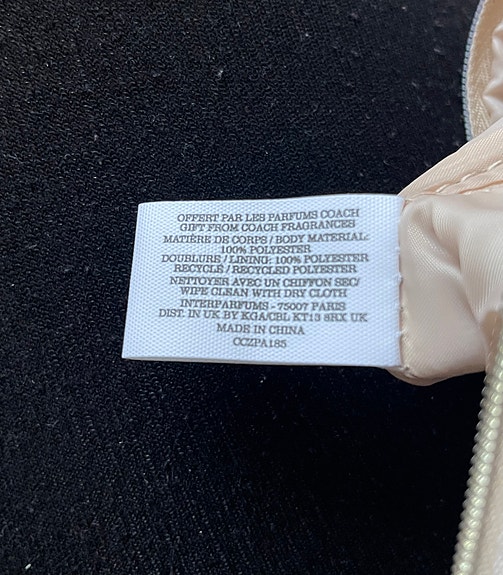 OFFERT PAR LES PARFUMS COACH
GIFT FROM COACH FRAGRANCES
MATIÈRE DE CORPS / BODY MATERIAL:
100% POLYESTER
DOUBLURE / LINING: 100% POLYESTER
RECYCLÉ / RECYCLED POLYESTER
NETTOYER AVEC UN CHIFFON SEC/
WIPE CLEAN WITH DRY CLOTH
INTERPARFUMS - 75007 PARIS
DIST. IN UK BY KGA/CBL KT13 8RX UK
MADE IN CHINA
CCZPA185